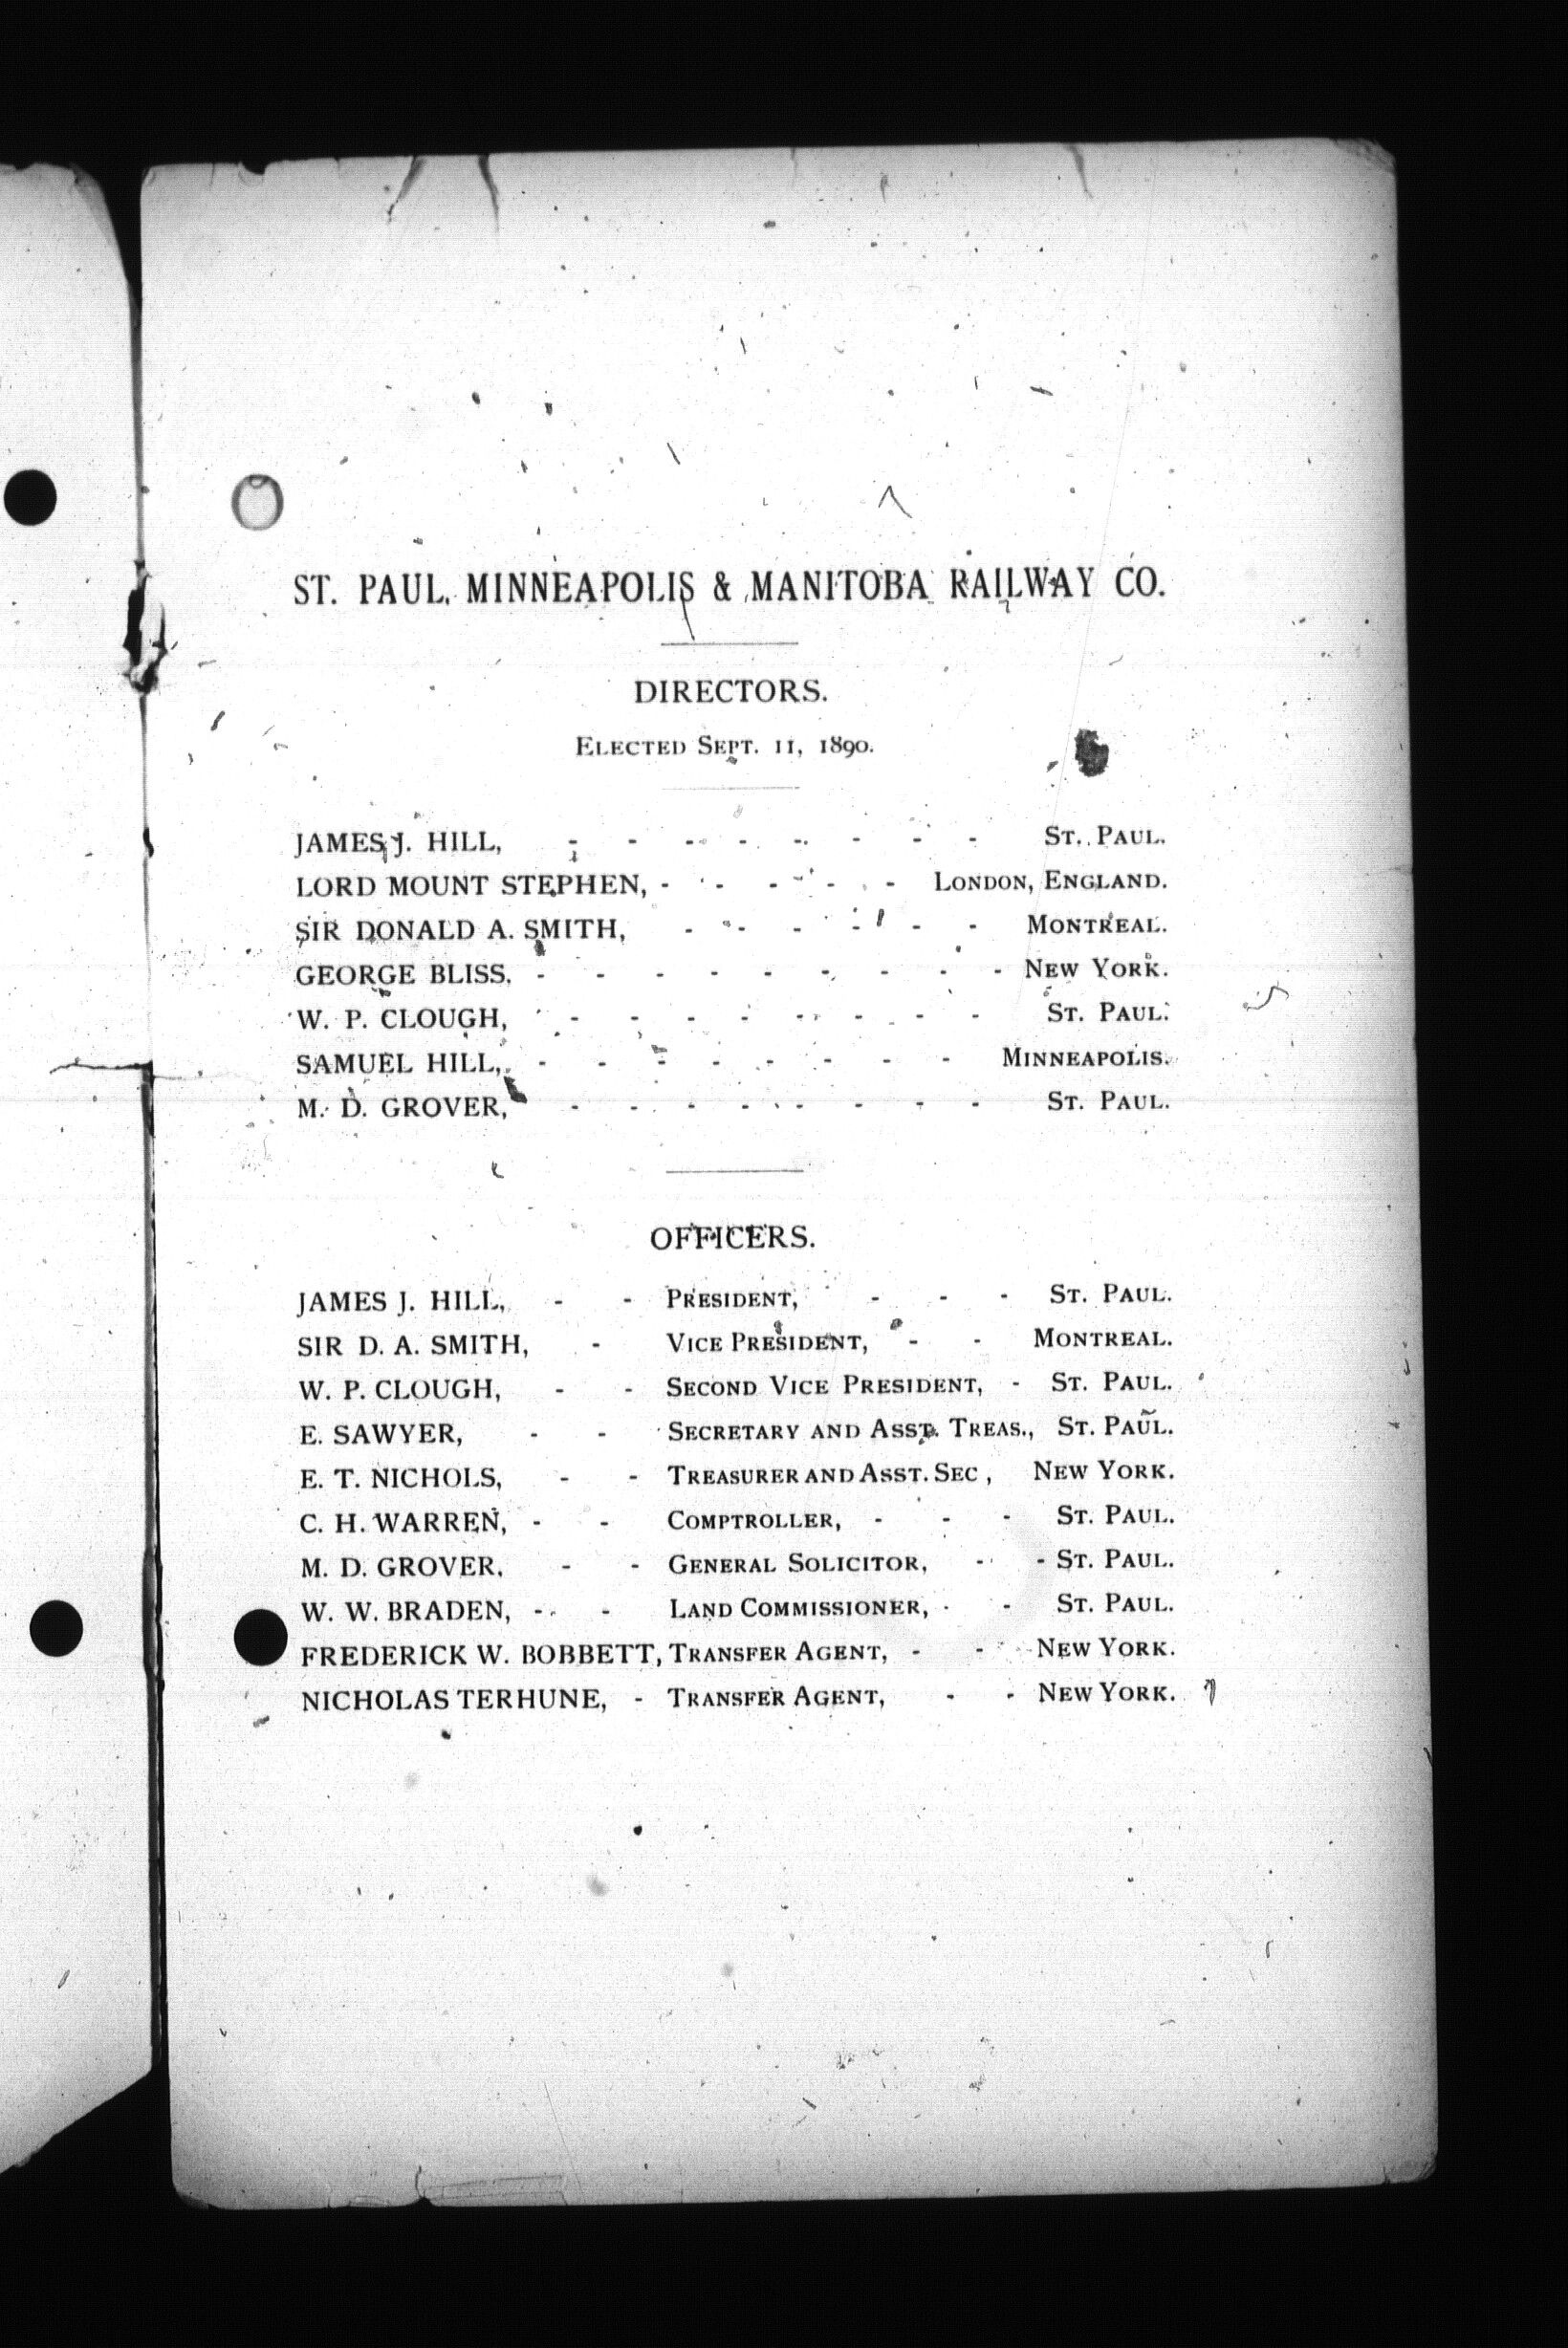 ST. PAUL, MINNEAPOLIS & MANITOBA RAILWAY CO.
DIRECTORS.
ELECTED SEPT. 11, 1890.
JAMES J. HILL, - - - - - - - - ST. PAUL.
LORD MOUNT STEPHEN, - - - - - LONDON, ENGLAND.
SIR DONALD A. SMITH, - - - - - - MONTREAL.
GEORGE BLISS, - - - - - - - - - NEW YORK.
W. P. CLOUGH, - - - - - - - - ST. PAUL.
SAMUEL HILL, - - - - - - - - MINNEAPOLIS.
M. D. GROVER, - - - - - - - - ST. PAUL.
OFFICERS.
JAMES J. HILL, - - PRESIDENT, - - - ST. PAUL.
SIR D. A. SMITH, - VICE PRESIDENT, - - MONTREAL.
W. P. CLOUGH, - - SECOND VICE PRESIDENT, - ST. PAUL.
E. SAWYER, - - SECRETARY AND ASST. TREAS., ST. PAUL.
E. T. NICHOLS, - - TREASURER AND ASST. SEC, NEW YORK.
C. H. WARREN, - - COMPTROLLER, - - - ST. PAUL.
M. D. GROVER, - - GENERAL SOLICITOR, - - ST. PAUL.
W. W. BRADEN, - - LAND COMMISSIONER, - - ST. PAUL.
FREDERICK W. BOBBETT, TRANSFER AGENT, - - NEW YORK.
NICHOLAS TERHUNE, - TRANSFER AGENT, - - NEW YORK.